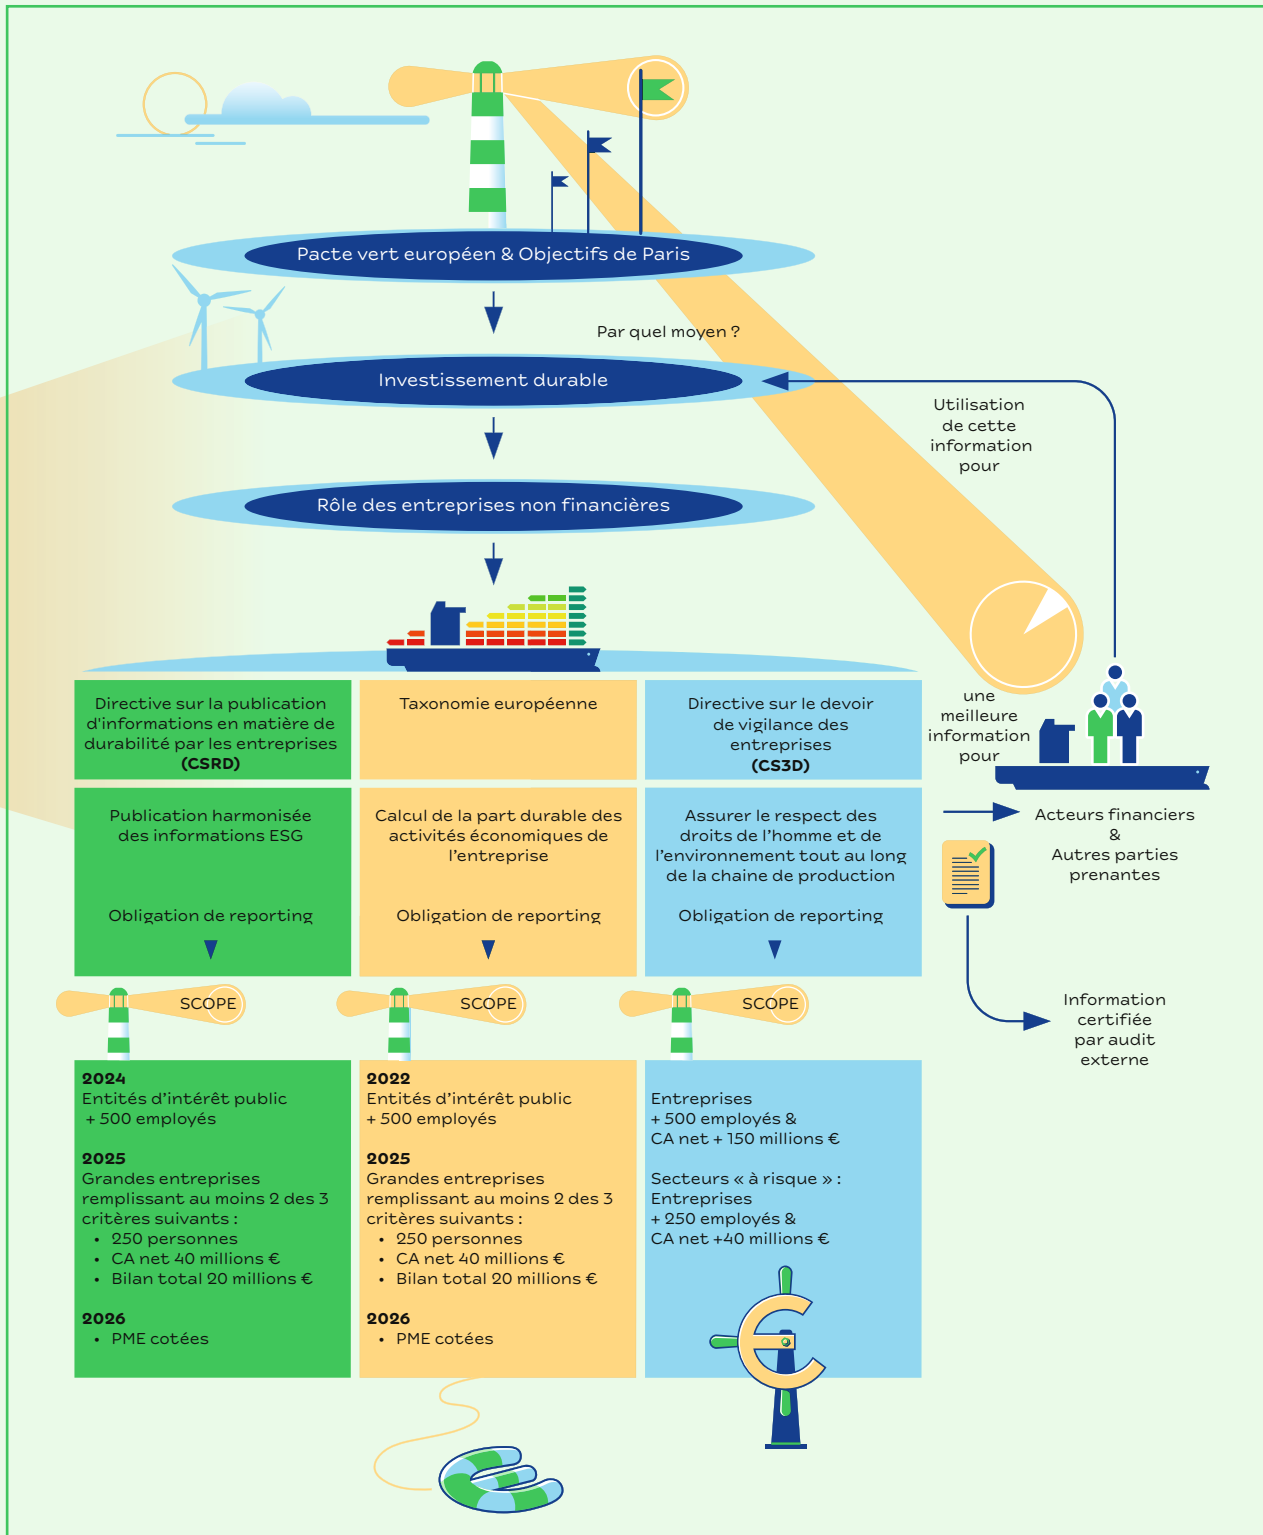 Pacte vert européen & Objectifs de Paris
Par quel moyen ?
Investissement durable
Utilisation
de cette
information
pour
Rôle des entreprises non financières
une
meilleure
information
pour
Acteurs financiers
&
Autres parties
prenantes
Information
certifiée
par audit
externe
Directive sur la publication
d'informations en matière de
durabilité par les entreprises
(CSRD)
Publication harmonisée
des informations ESG
Obligation de reporting
SCOPE
2024
Entités d'intérêt public
+ 500 employés
2025
Grandes entreprises
remplissant au moins 2 des 3
critères suivants :
• 250 personnes
• CA net 40 millions €
• Bilan total 20 millions €
2026
• PME cotées
Taxonomie européenne
Calcul de la part durable des
activités économiques de
l'entreprise
Obligation de reporting
SCOPE
2022
Entités d'intérêt public
+ 500 employés
2025
Grandes entreprises
remplissant au moins 2 des 3
critères suivants :
• 250 personnes
• CA net 40 millions €
• Bilan total 20 millions €
2026
• PME cotées
Directive sur le devoir
de vigilance des
entreprises
(CS3D)
Assurer le respect des
droits de l'homme et de
l'environnement tout au long
de la chaine de production
Obligation de reporting
SCOPE
Entreprises
+ 500 employés &
CA net + 150 millions €
Secteurs « à risque » :
Entreprises
+ 250 employés &
CA net +40 millions €